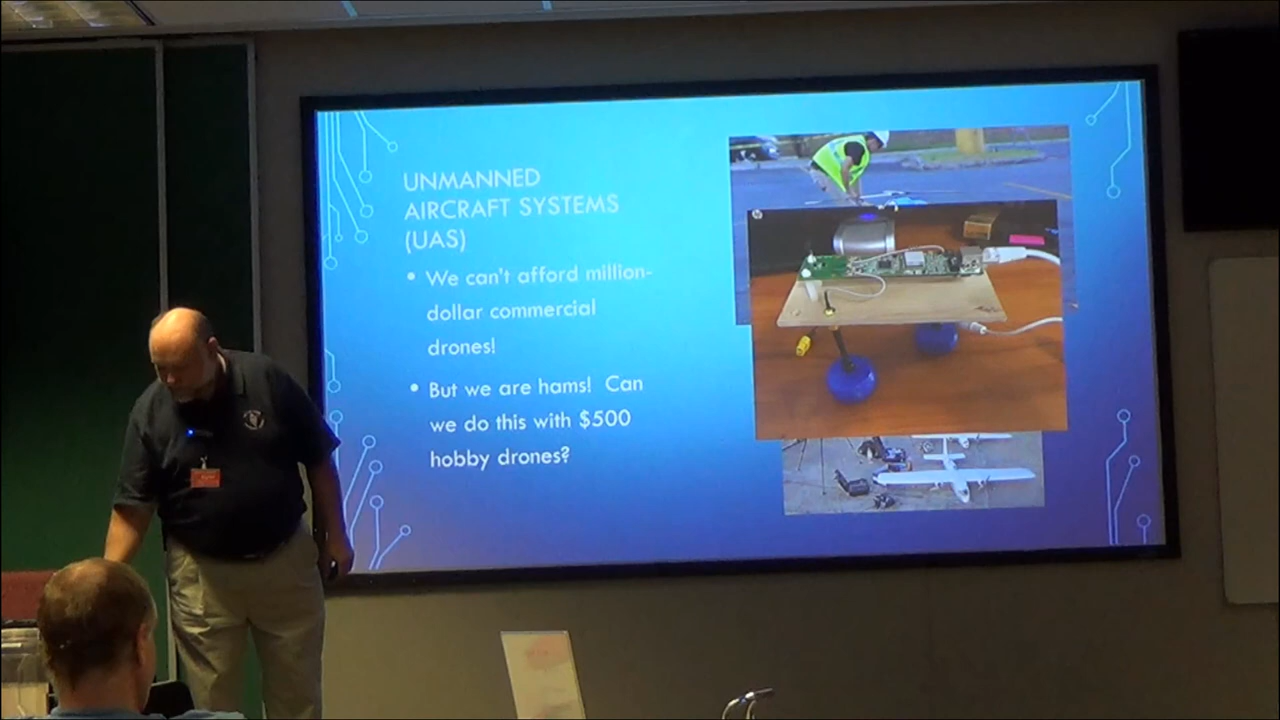 UNMANNED
AIRCRAFT SYSTEMS
(UAS)
• We can't afford million-
dollar commercial
drones!
• But we are hams! Can
we do this with $500
hobby drones?